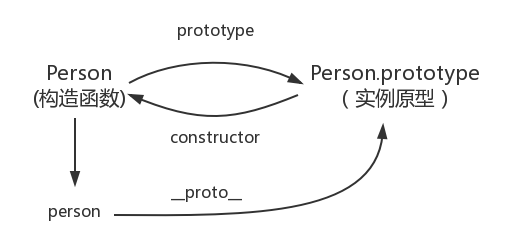 prototype
Person
(构造函数)
Person.prototype
（实例原型）
constructor
__proto__
person